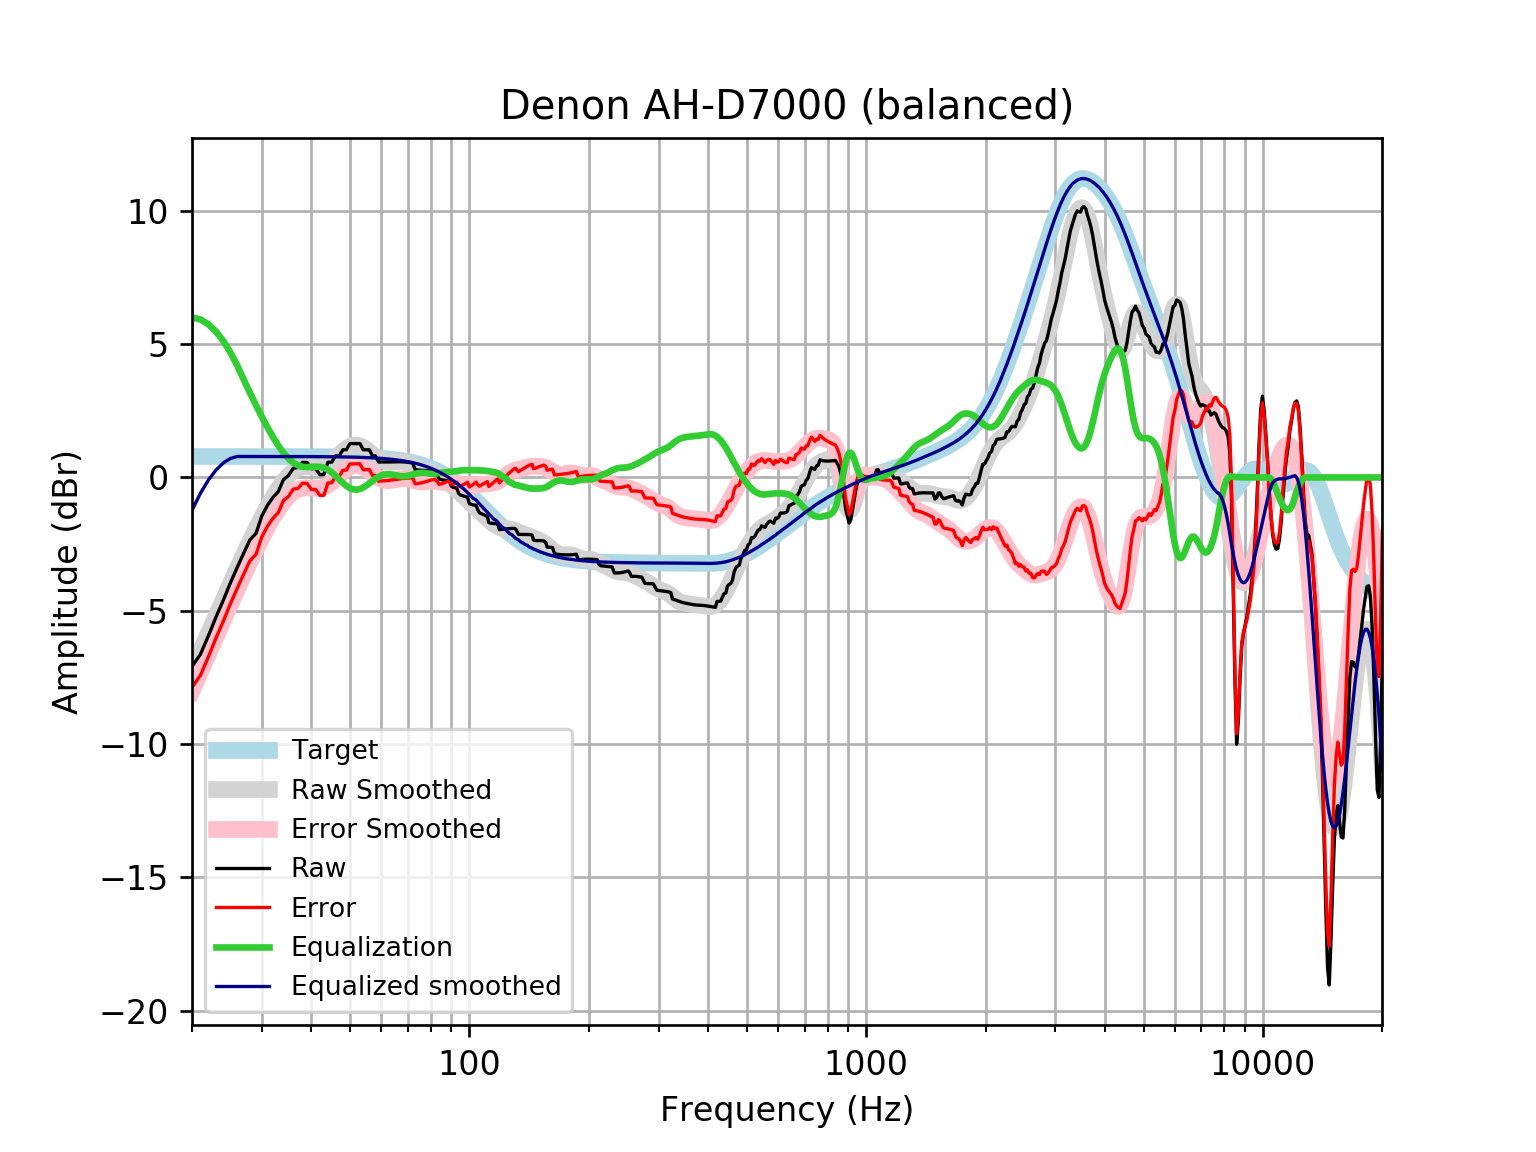 Denon AH-D7000 (balanced)
10
5
0
−5
−10
−15
−20
Amplitude (dBr)
Target
Raw Smoothed
Error Smoothed
Raw
Error
Equalization
Equalized smoothed
100
1000
10000
Frequency (Hz)